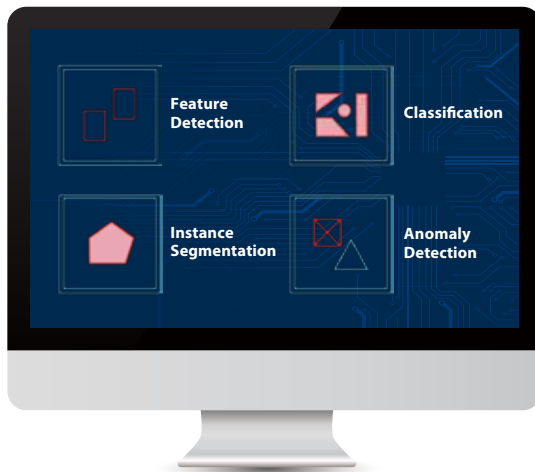 Feature
Detection
Classification
Instance
Segmentation
Anomaly
Detection